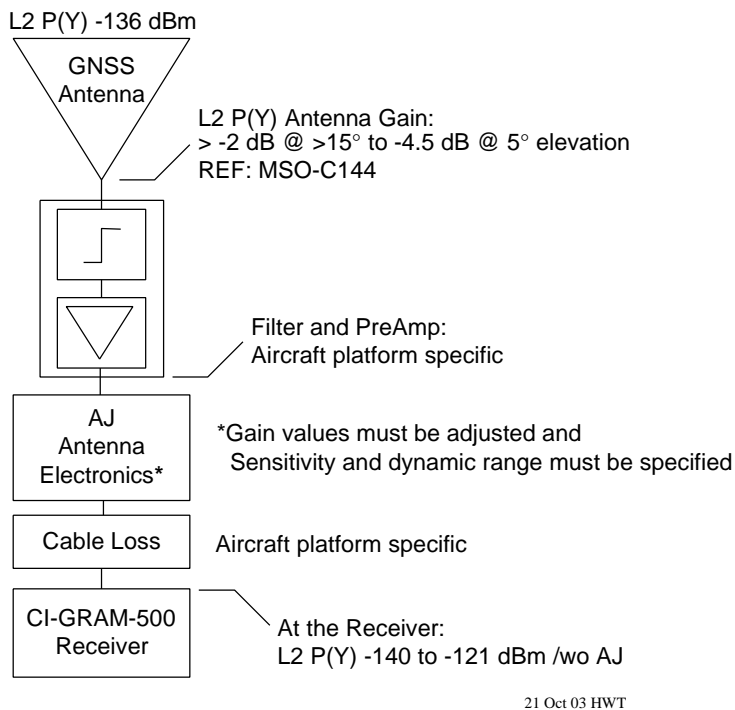 L2 P(Y) -136 dBm
GNSS
Antenna
L2 P(Y) Antenna Gain:
> -2 dB @ >15° to -4.5 dB @ 5° elevation
REF: MSO-C144
Filter and PreAmp:
Aircraft platform specific
AJ
Antenna
Electronics*
*Gain values must be adjusted and
Sensitivity and dynamic range must be specified
Cable Loss
Aircraft platform specific
CI-GRAM-500
Receiver
At the Receiver:
L2 P(Y) -140 to -121 dBm /wo AJ
21 Oct 03 HWT